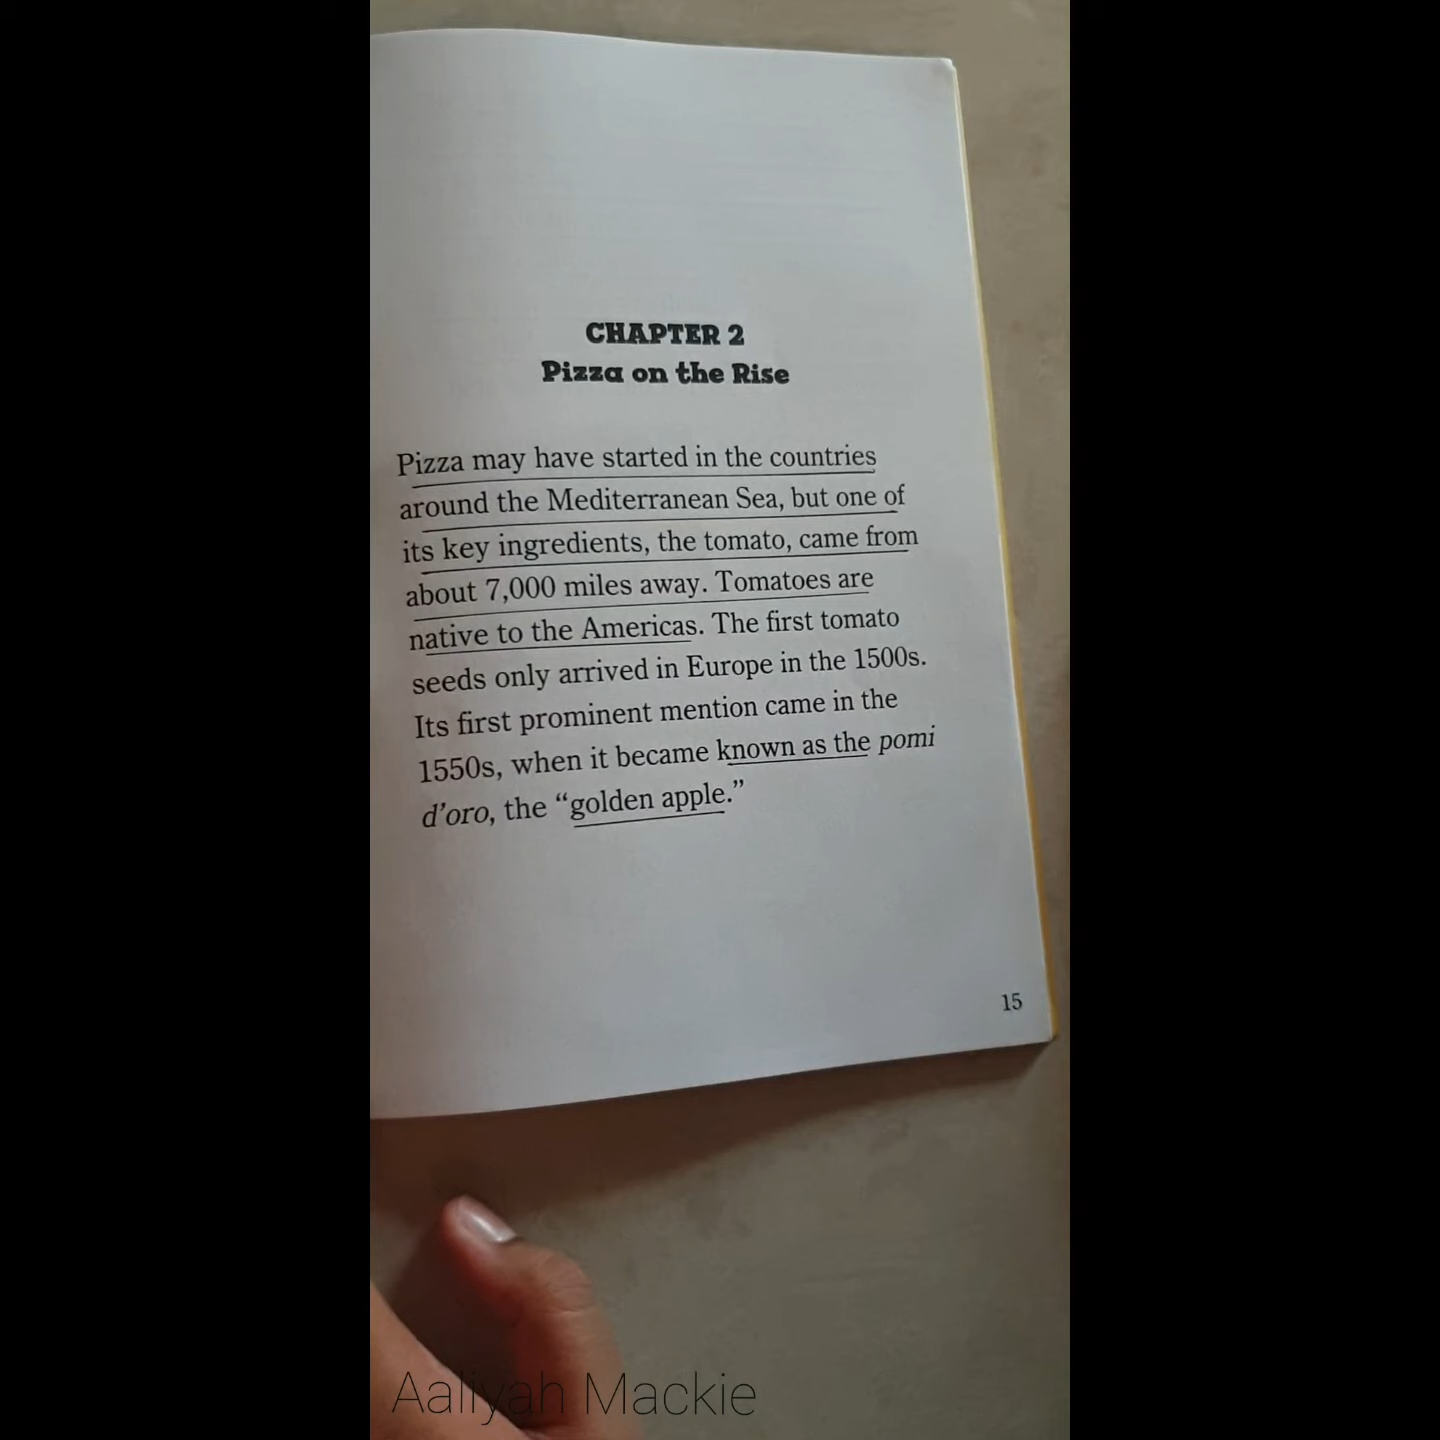 CHAPTER 2
Pizza on the Rise
Pizza may have started in the countries
around the Mediterranean Sea, but one of
its key ingredients, the tomato, came from
about 7,000 miles away. Tomatoes are
native to the Americas. The first tomato
seeds only arrived in Europe in the 1500s.
Its first prominent mention came in the
1550s, when it became known as the pomi
d’oro, the “golden apple.”
15
Aaliyah Mackie